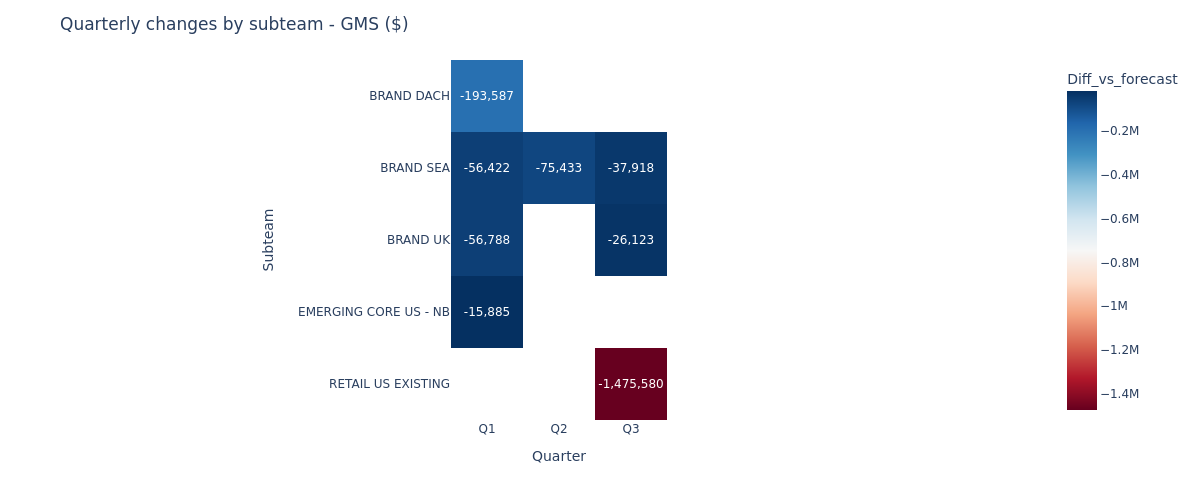 Quarterly changes by subteam - GMS ($)
Diff_vs_forecast
BRAND DACH -193,587
BRAND SEA -56,422 -75,433 -37,918
BRAND UK -56,788 -26,123
EMERGING CORE US - NB -15,885
RETAIL US EXISTING -1,475,580
Q1 Q2 Q3
Quarter
Subteam
−0.2M
−0.4M
−0.6M
−0.8M
−1M
−1.2M
−1.4M